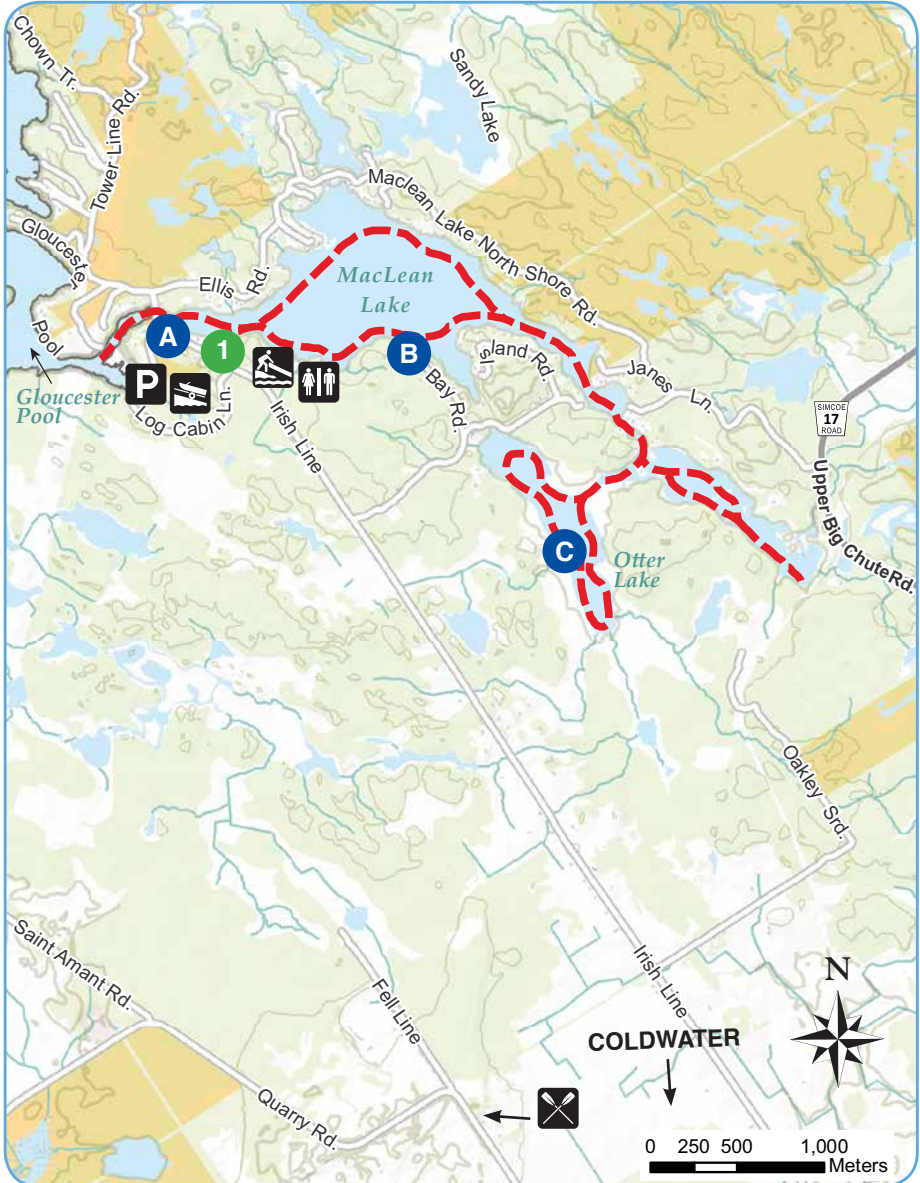 Chown Tr.
Tower Line Rd.
Sandy Lake
Maclean Lake North Shore Rd.
Gloucester
Pool
Ellis Rd.
MacLean
Lake
A
1
B
P
Gloucester
Pool
Log Cabin Ln.
Irish Line
Bay Rd.
sland Rd.
Janes Ln.
SIMCOE
17
ROAD
Upper Big Chute Rd.
C
Otter
Lake
Oakley Srd.
Saint Amant Rd.
Fell Line
Irish Line
N
COLDWATER
Quarry Rd.
0 250 500 1,000
Meters